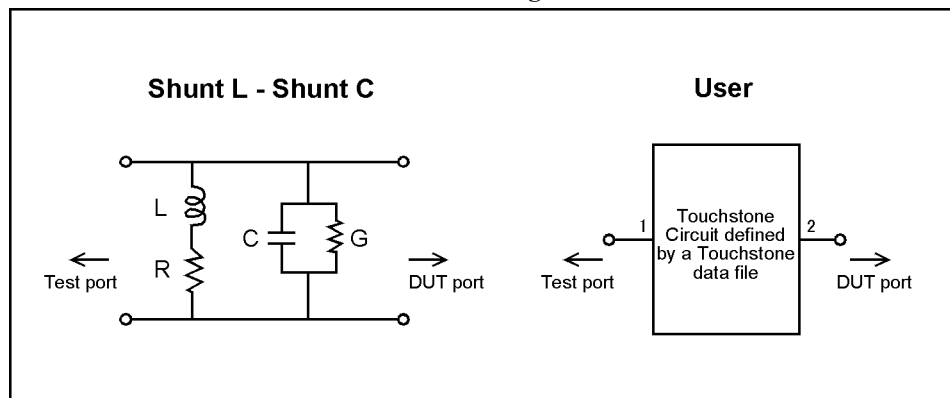 Shunt L - Shunt C
L
R
C
G
Test port
DUT port
User
1
Touchstone
Circuit defined
by a Touchstone
data file
2
Test port
DUT port